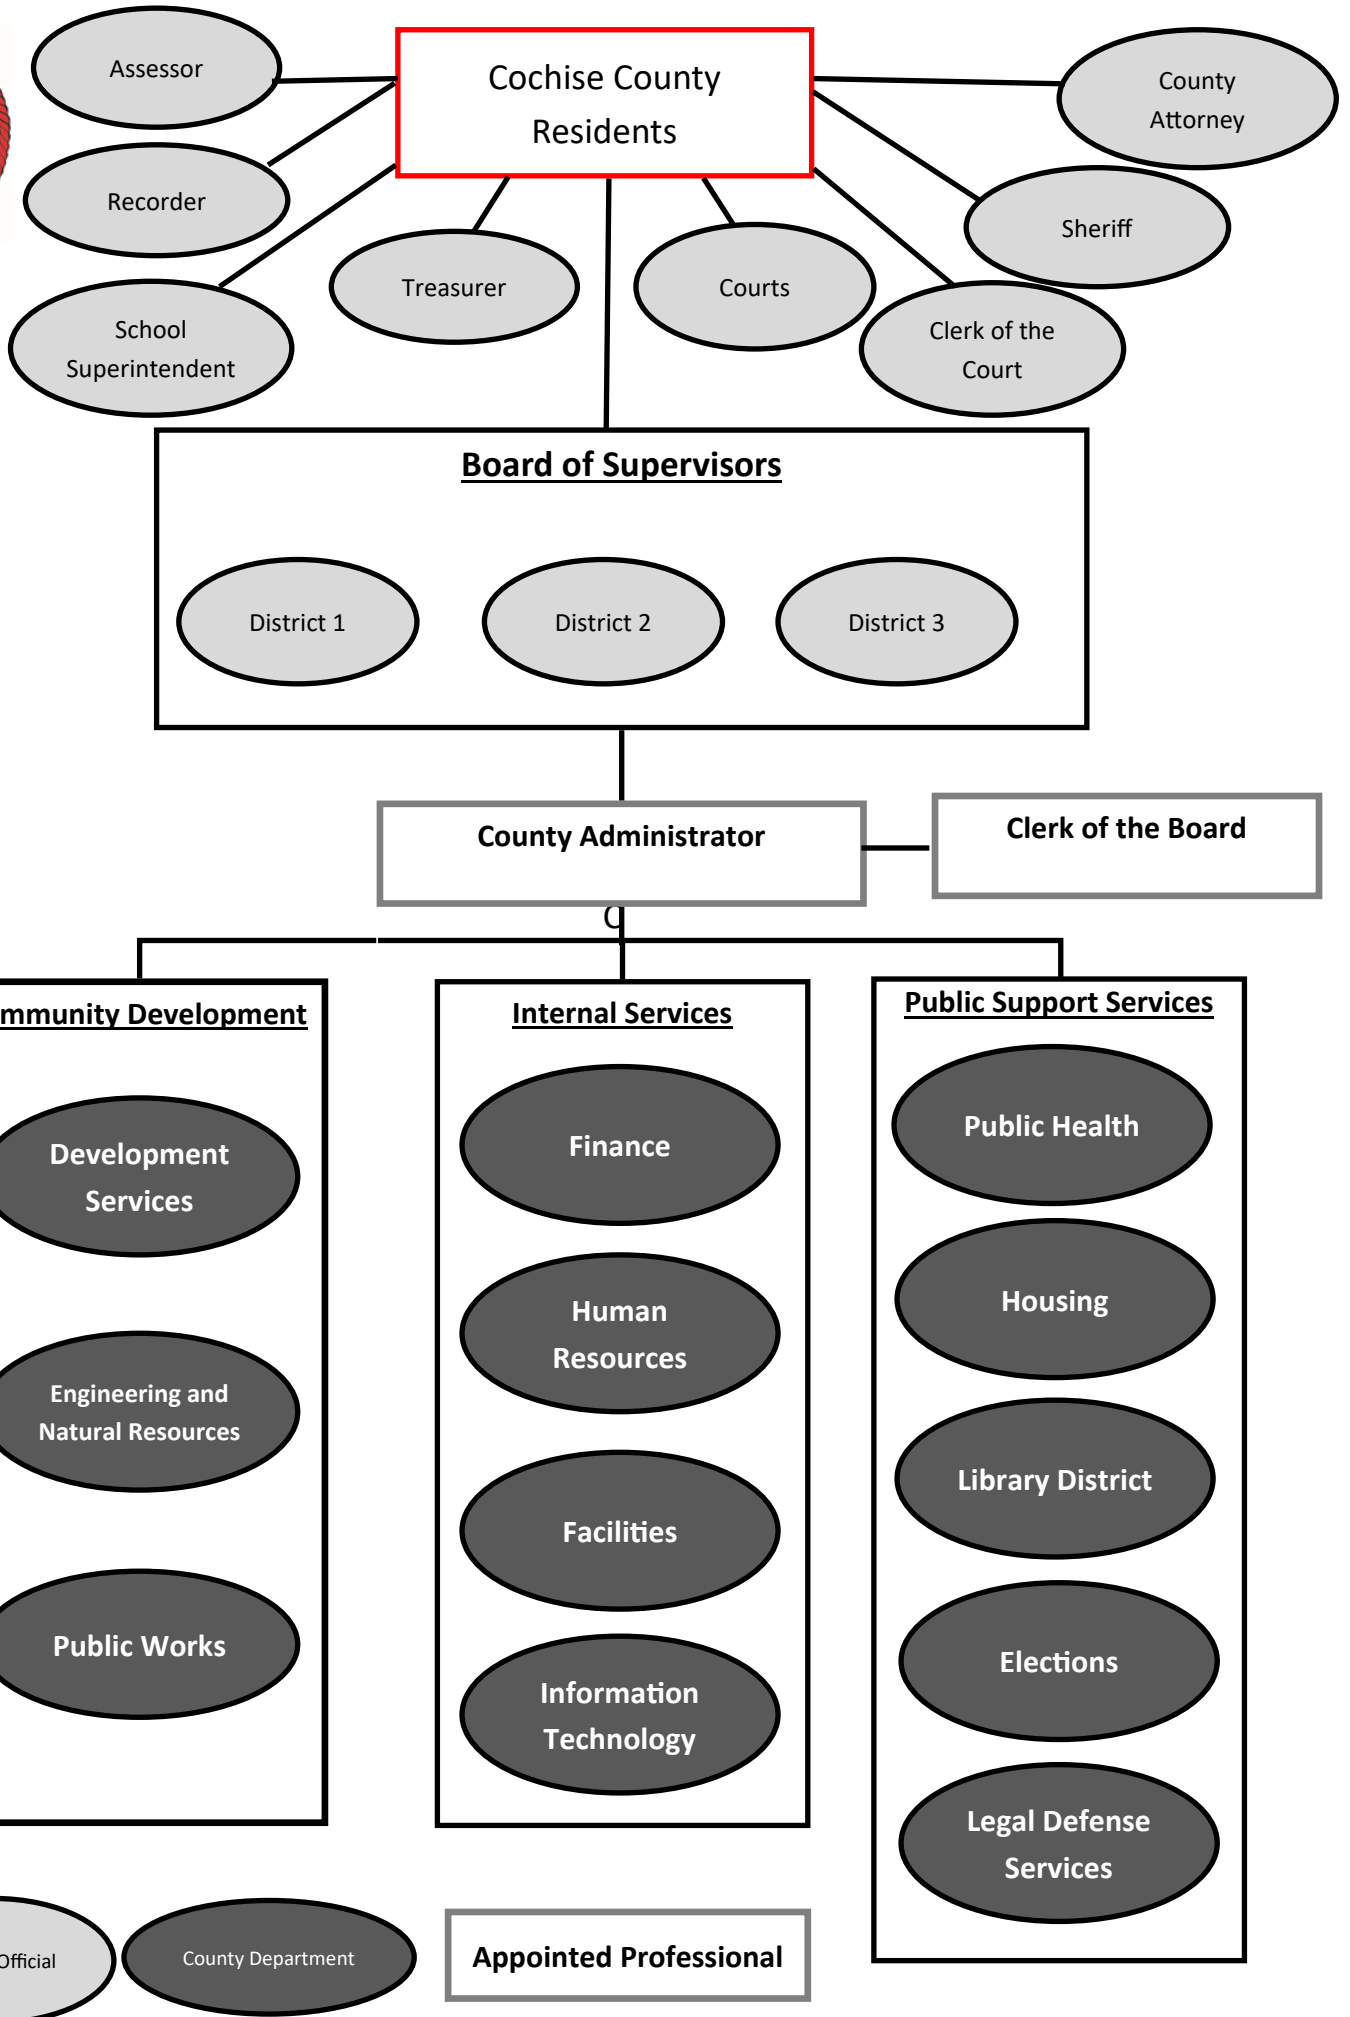 Assessor
Cochise County
Residents
County
Attorney
Recorder
Sheriff
Treasurer
Courts
School
Superintendent
Clerk of the
Court
Board of Supervisors
District 1
District 2
District 3
County Administrator
Clerk of the Board
mmunity Development
Development
Services
Engineering and
Natural Resources
Public Works
Internal Services
Finance
Human
Resources
Facilities
Information
Technology
Public Support Services
Public Health
Housing
Library District
Elections
Legal Defense
Services
Official
County Department
Appointed Professional